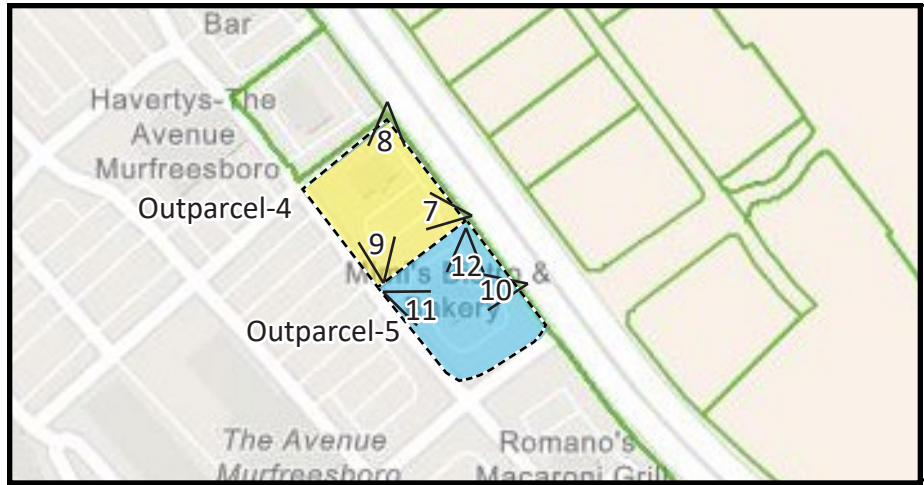 Bar
Havertys-The
Avenue
Murfreesboro
8
Outparcel-4
7
9
12
10
&
11
Outparcel-5
The Avenue
Murfreesboro
Romano's
Macaroni Grill